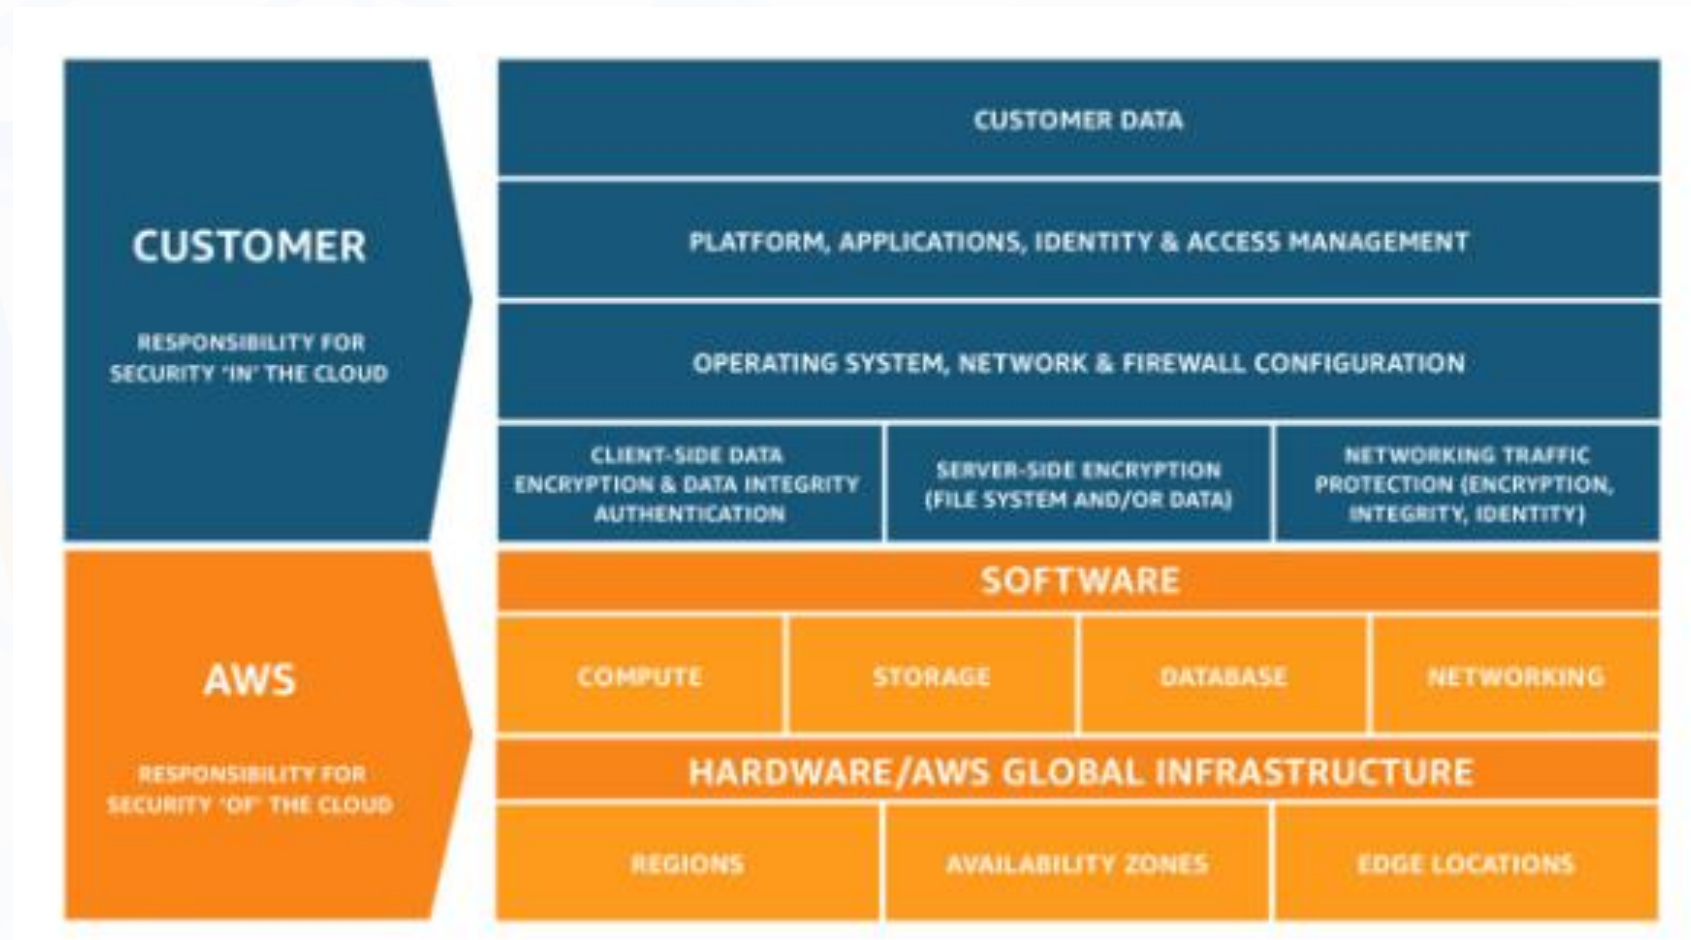 CUSTOMER
RESPONSIBILITY FOR
SECURITY 'IN' THE CLOUD
CUSTOMER DATA
PLATFORM, APPLICATIONS, IDENTITY & ACCESS MANAGEMENT
OPERATING SYSTEM, NETWORK & FIREWALL CONFIGURATION
CLIENT-SIDE DATA
ENCRYPTION & DATA INTEGRITY
AUTHENTICATION
SERVER-SIDE ENCRYPTION
(FILE SYSTEM AND/OR DATA)
NETWORKING TRAFFIC
PROTECTION (ENCRYPTION,
INTEGRITY, IDENTITY)
AWS
RESPONSIBILITY FOR
SECURITY 'OF' THE CLOUD
SOFTWARE
COMPUTE
STORAGE
DATABASE
NETWORKING
HARDWARE/AWS GLOBAL INFRASTRUCTURE
REGIONS
AVAILABILITY ZONES
EDGE LOCATIONS